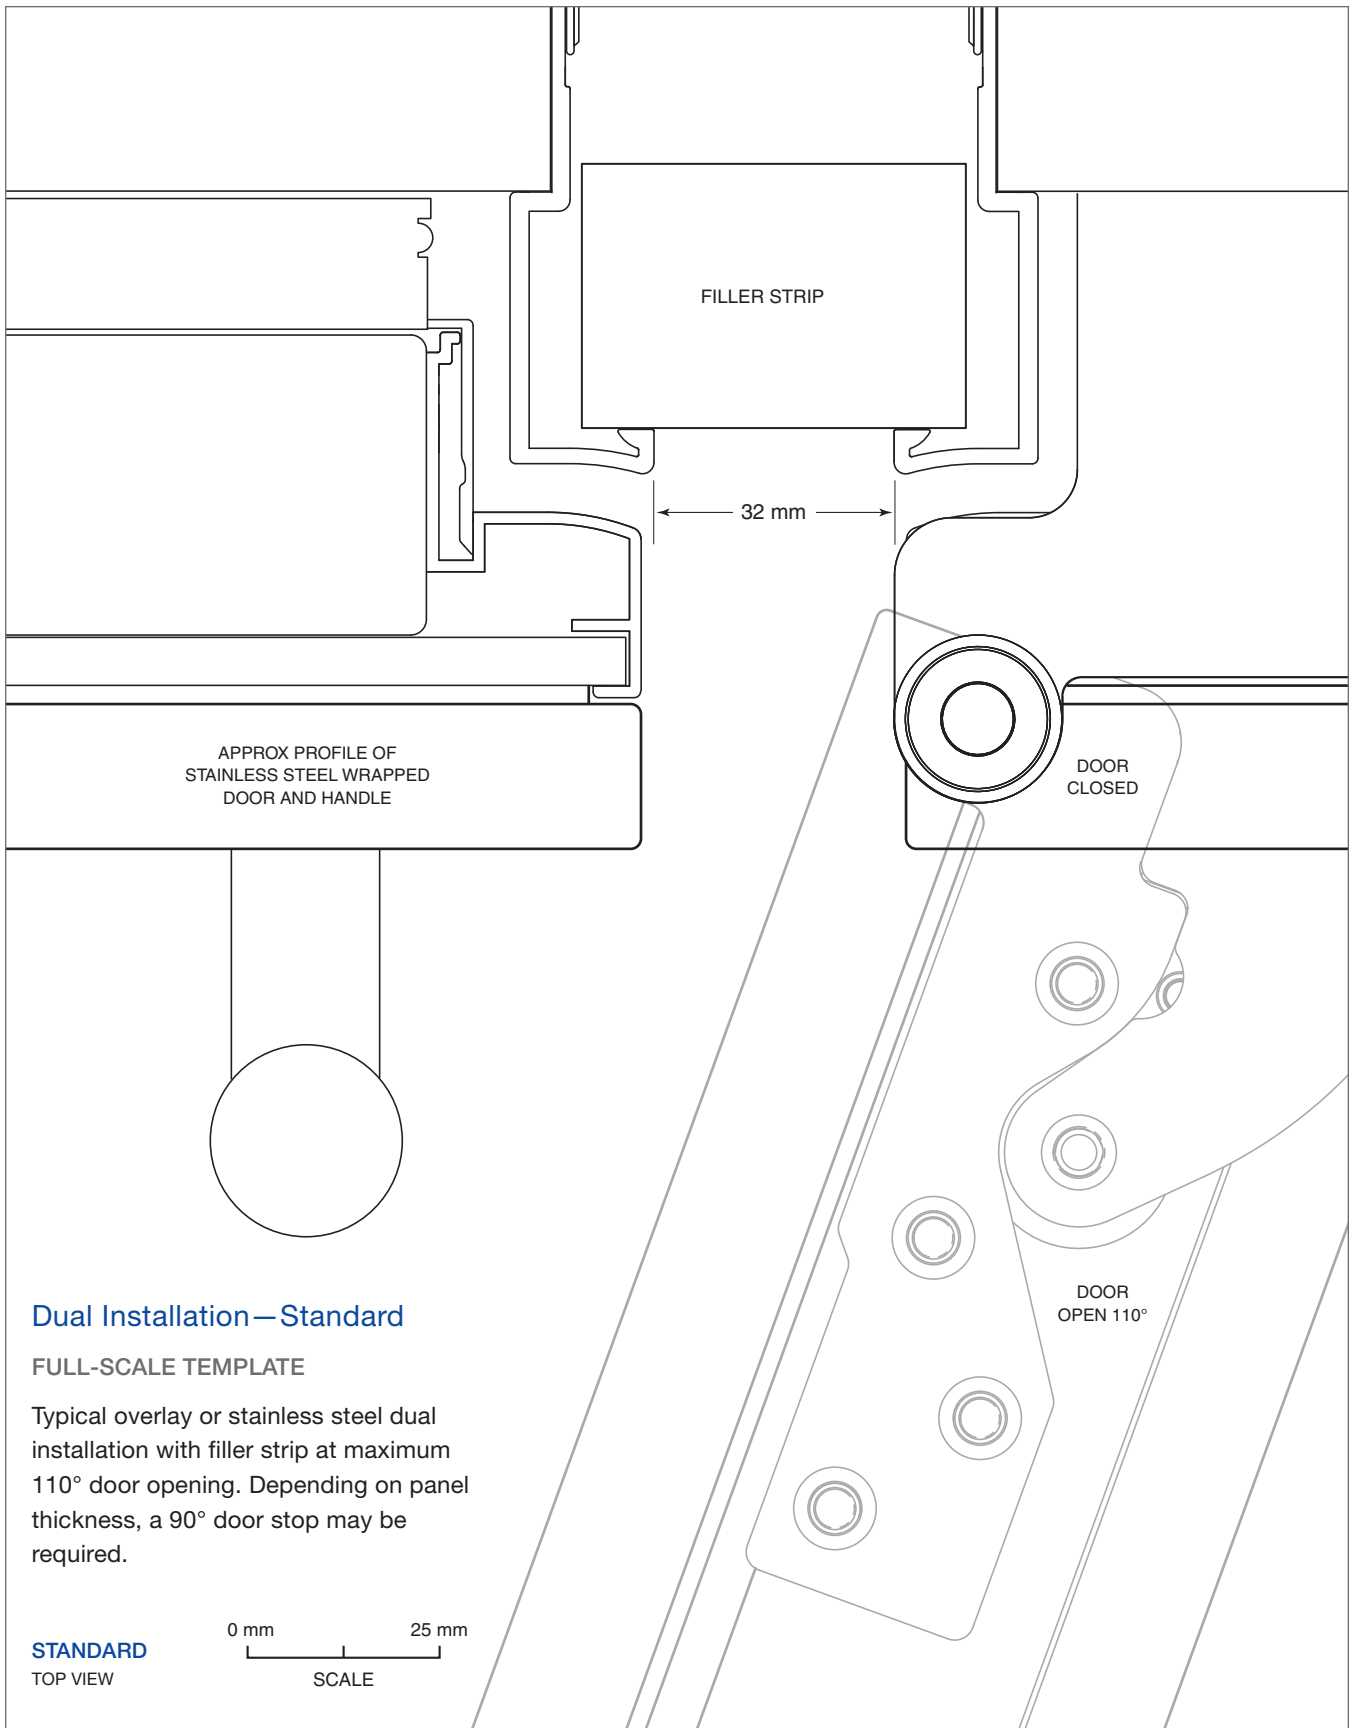 FILLER STRIP
32 mm
APPROX PROFILE OF
STAINLESS STEEL WRAPPED
DOOR AND HANDLE
DOOR
CLOSED
DOOR
OPEN 110°
Dual Installation—Standard
FULL-SCALE TEMPLATE
Typical overlay or stainless steel dual
installation with filler strip at maximum
110° door opening. Depending on panel
thickness, a 90° door stop may be
required.
0 mm 25 mm
SCALE
STANDARD
TOP VIEW